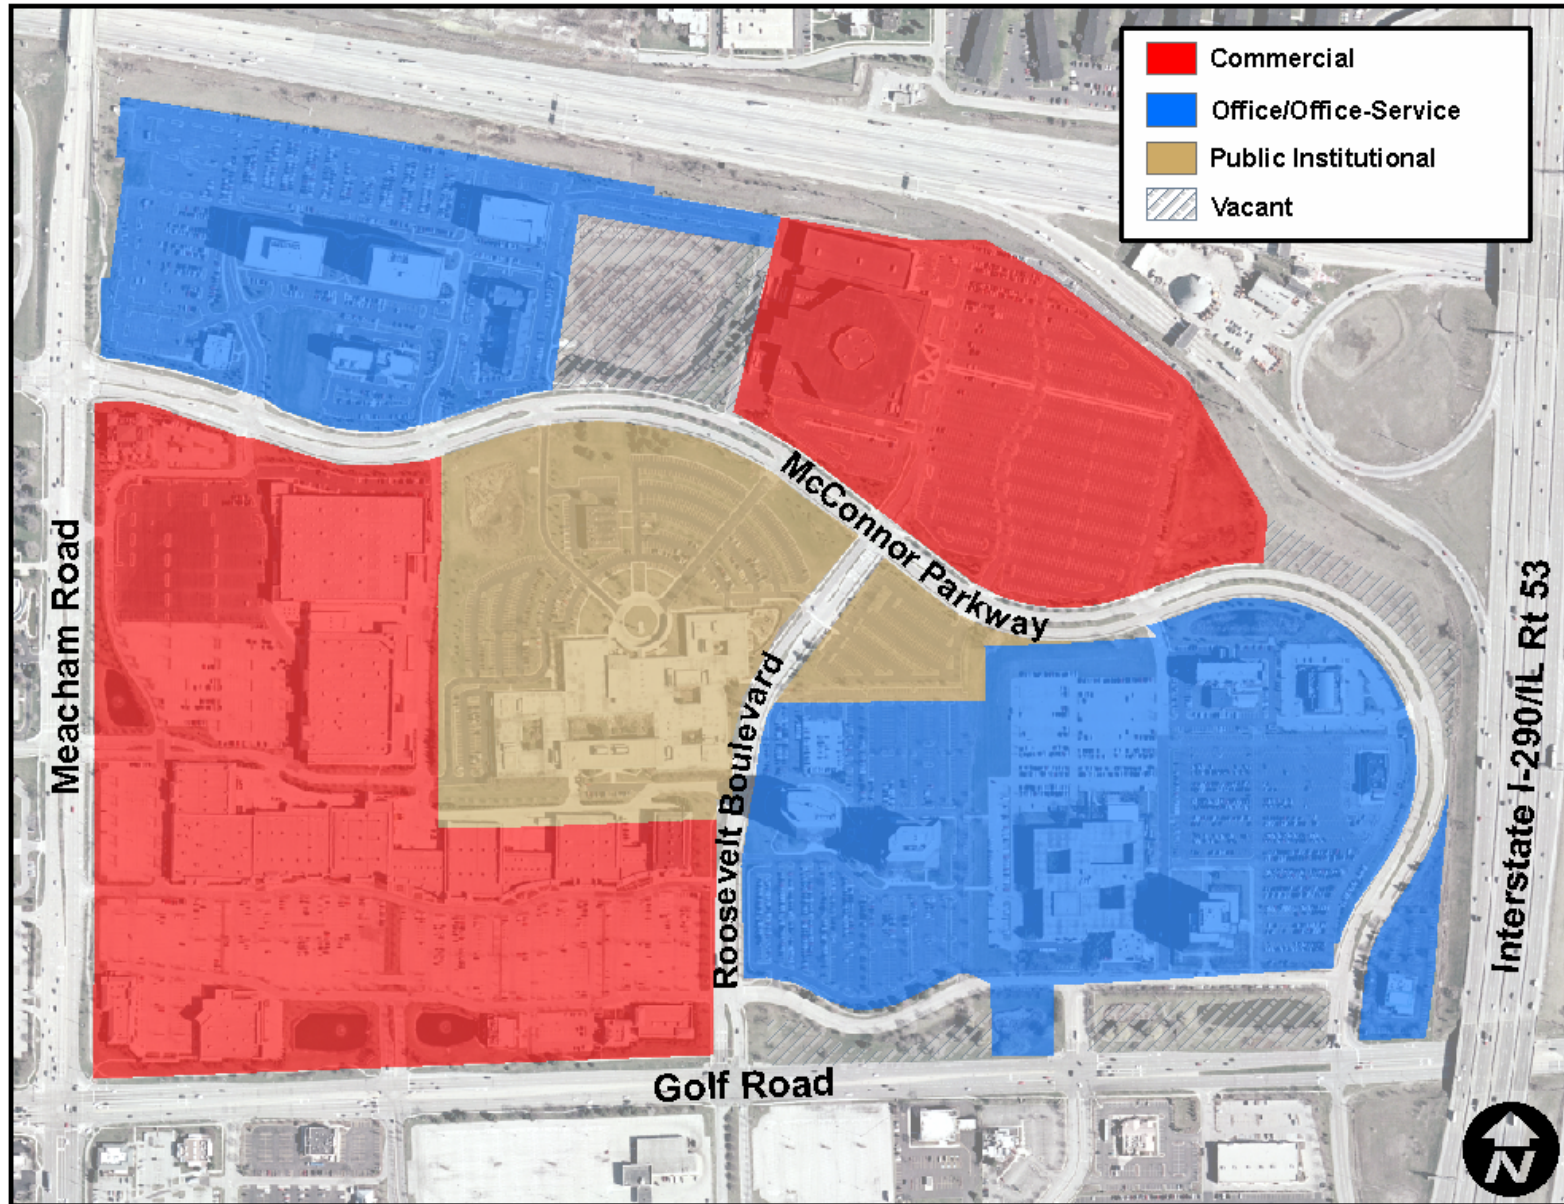 Commercial
Office/Office-Service
Public Institutional
Vacant
McConnor Parkway
Meacham Road
Roosevelt Boulevard
Interstate I-290/IL Rt 53
Golf Road
N